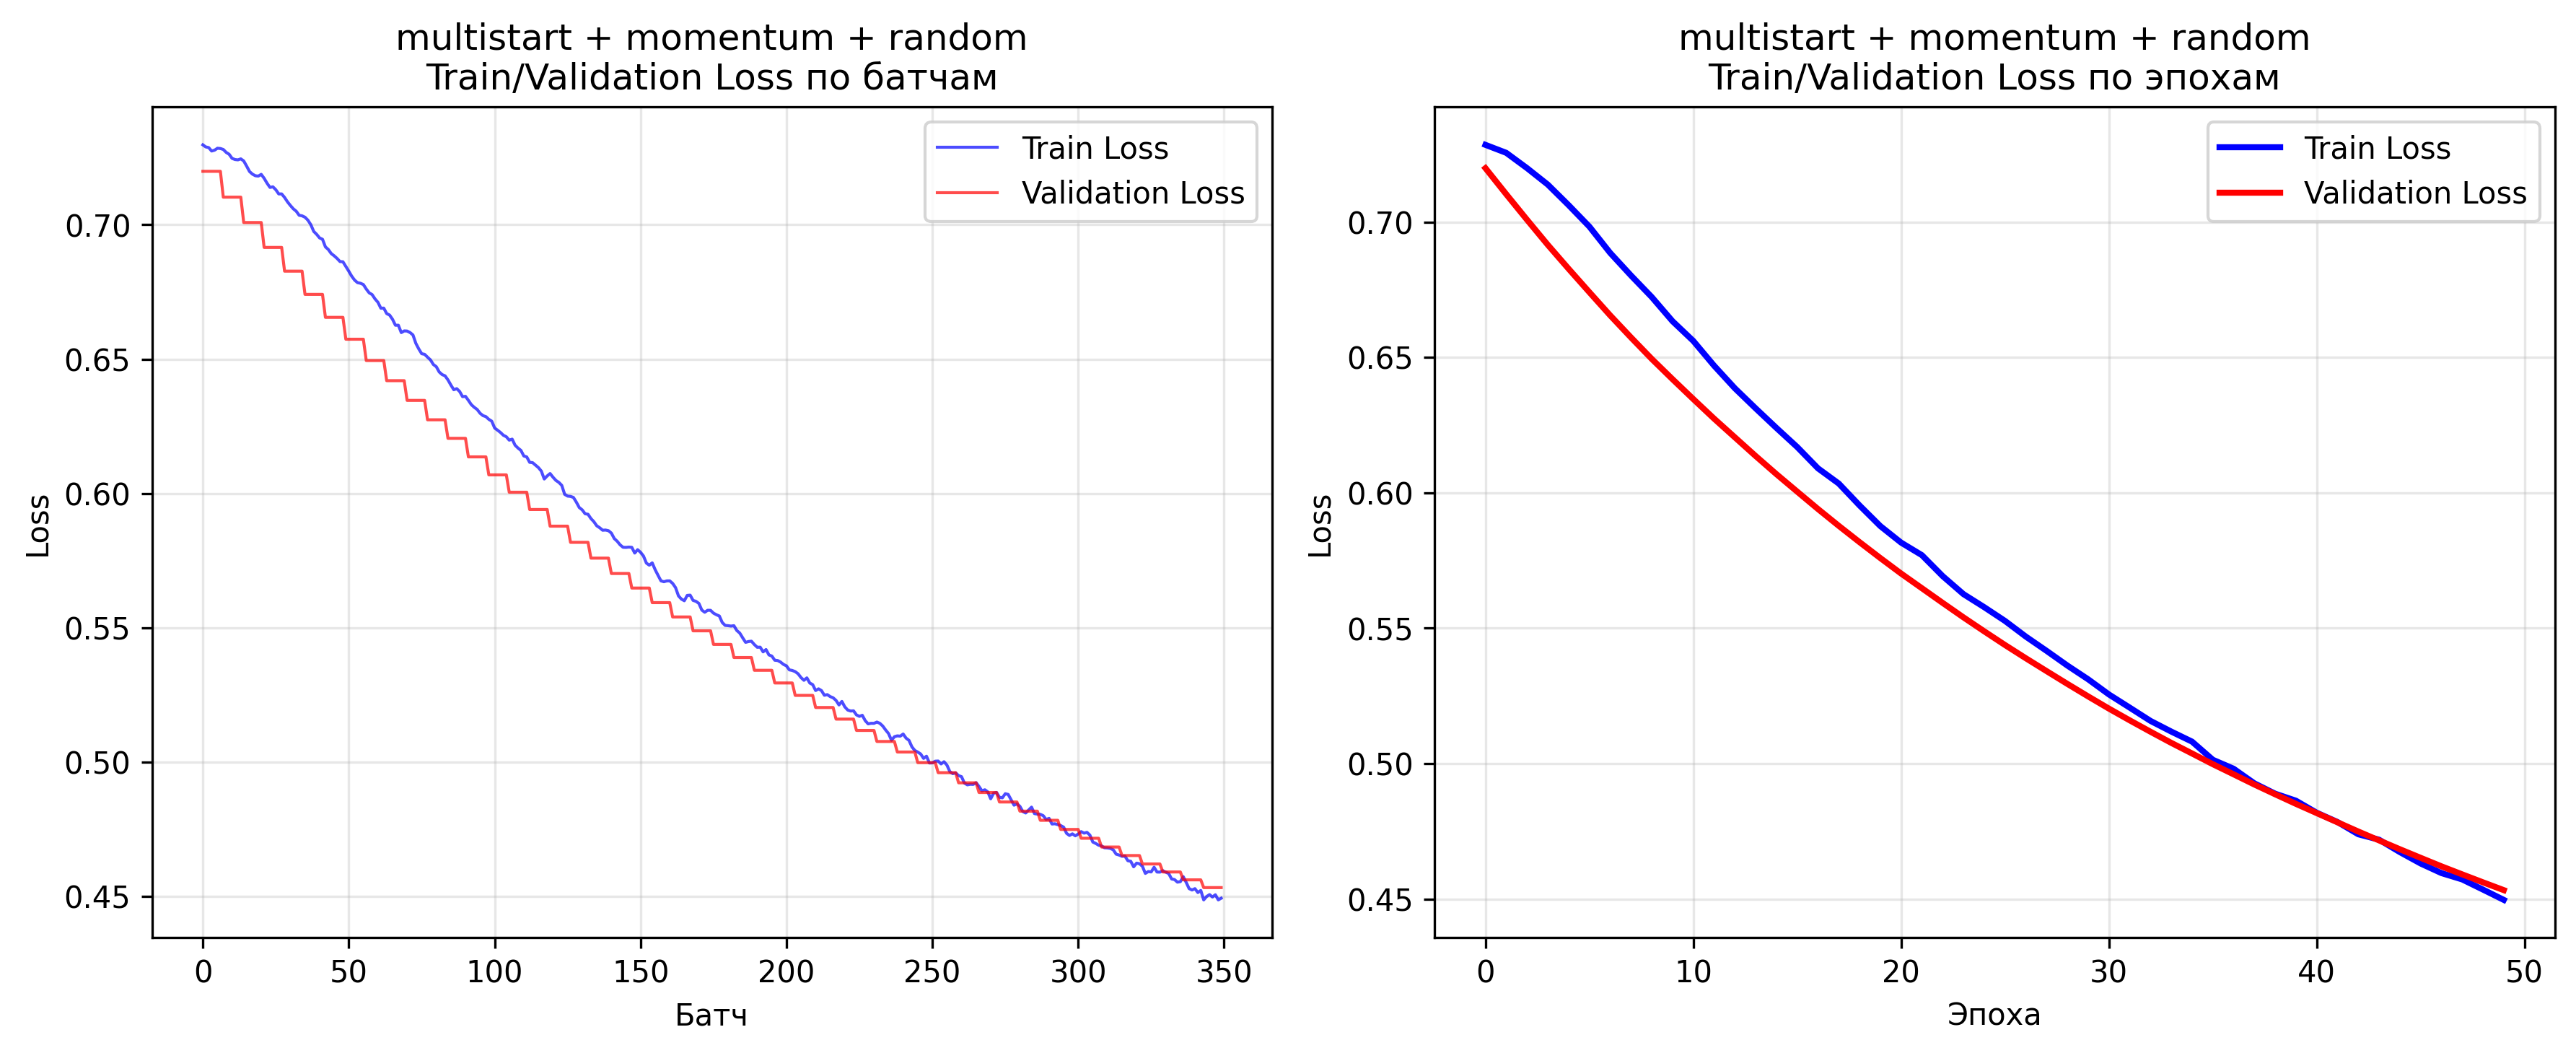 multistart + momentum + random
Train/Validation Loss по батчам
Train Loss
Validation Loss
Loss
0.70
0.65
0.60
0.55
0.50
0.45
0
50
100
150
200
250
300
350
Батч
multistart + momentum + random
Train/Validation Loss по эпохам
Train Loss
Validation Loss
Loss
0.70
0.65
0.60
0.55
0.50
0.45
0
10
20
30
40
50
Эпоха